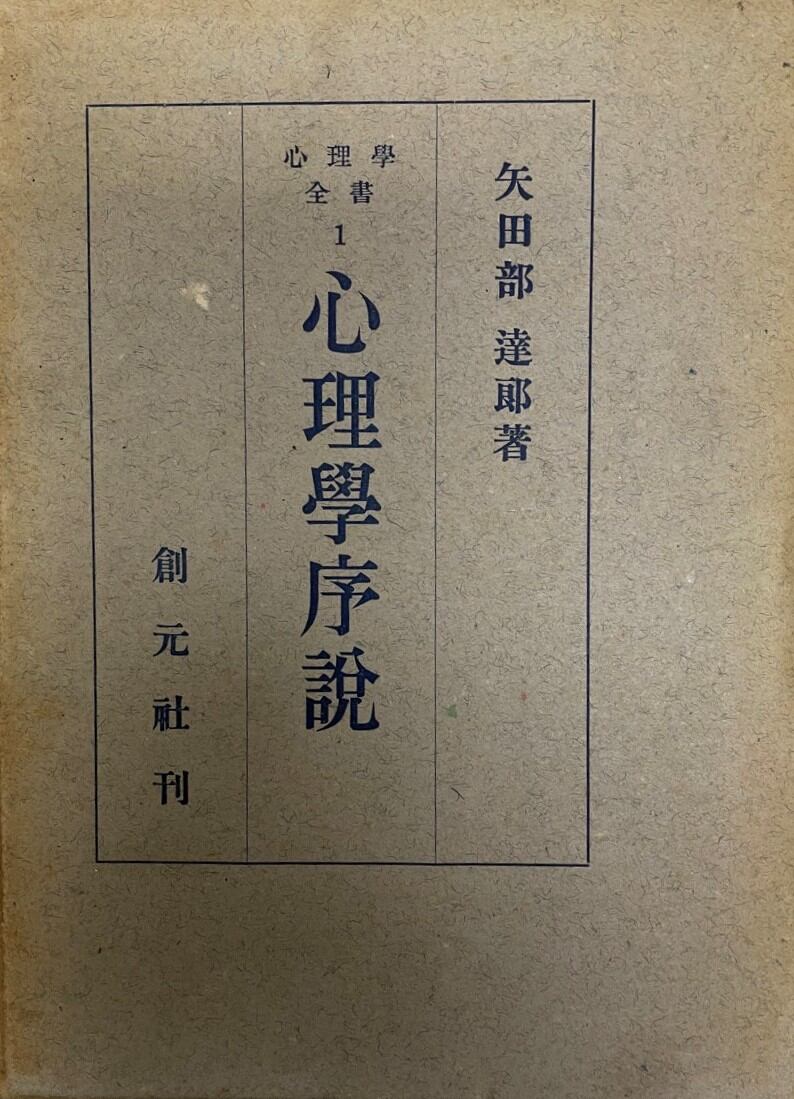 矢田部 達郎著
心理學
全書
1
心理學序説
創元社刊